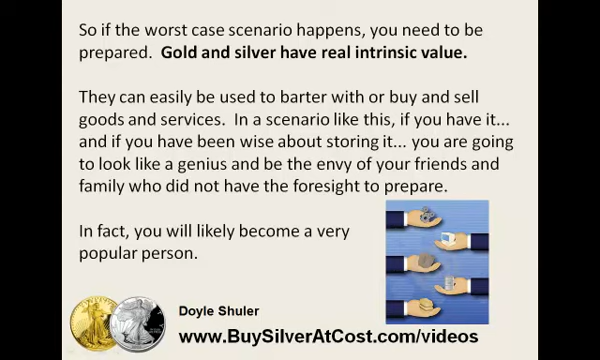 So if the worst case scenario happens, you need to be
prepared. Gold and silver have real intrinsic value.
They can easily be used to barter with or buy and sell
goods and services. In a scenario like this, if you have it...
and if you have been wise about storing it... you are going
to look like a genius and be the envy of your friends and
family who did not have the foresight to prepare.
In fact, you will likely become a very
popular person.
Doyle Shuler
www.BuySilverAtCost.com/videos